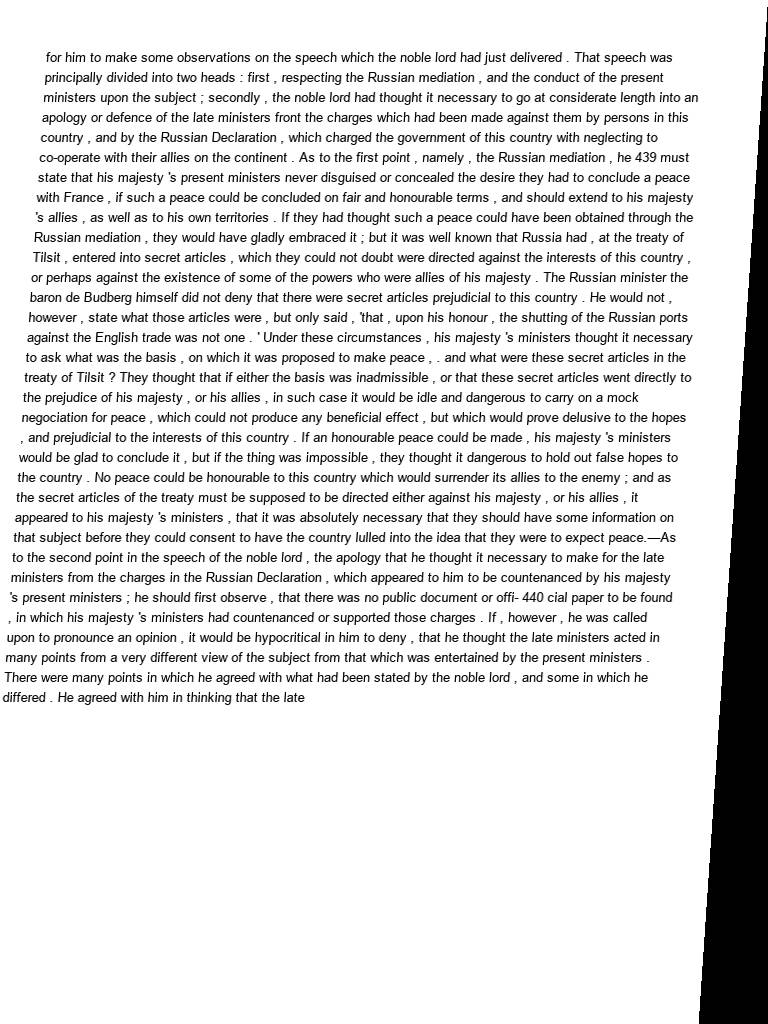 for him to make some observations on the speech which the noble lord had just delivered . That speech was
principally divided into two heads : first , respecting the Russian mediation , and the conduct of the present
ministers upon the subject ; secondly , the noble lord had thought it necessary to go at considerate length into an
apology or defence of the late ministers front the charges which had been made against them by persons in this
country , and by the Russian Declaration , which charged the government of this country with neglecting to
co-operate with their allies on the continent . As to the first point , namely , the Russian mediation , he 439 must
state that his majesty 's present ministers never disguised or concealed the desire they had to conclude a peace
with France , if such a peace could be concluded on fair and honourable terms , and should extend to his majesty
's allies , as well as to his own territories . If they had thought such a peace could have been obtained through the
Russian mediation , they would have gladly embraced it ; but it was well known that Russia had , at the treaty of
Tilsit , entered into secret articles , which they could not doubt were directed against the interests of this country ,
or perhaps against the existence of some of the powers who were allies of his majesty . The Russian minister the
baron de Budberg himself did not deny that there were secret articles prejudicial to this country . He would not ,
however , state what those articles were , but only said , 'that , upon his honour , the shutting of the Russian ports
against the English trade was not one . ' Under these circumstances , his majesty 's ministers thought it necessary
to ask what was the basis , on which it was proposed to make peace , . and what were these secret articles in the
treaty of Tilsit ? They thought that if either the basis was inadmissible , or that these secret articles went directly to
the prejudice of his majesty , or his allies , in such case it would be idle and dangerous to carry on a mock
negociation for peace , which could not produce any beneficial effect , but which would prove delusive to the hopes
, and prejudicial to the interests of this country . If an honourable peace could be made , his majesty 's ministers
would be glad to conclude it , but if the thing was impossible , they thought it dangerous to hold out false hopes to
the country . No peace could be honourable to this country which would surrender its allies to the enemy ; and as
the secret articles of the treaty must be supposed to be directed either against his majesty , or his allies , it
appeared to his majesty 's ministers , that it was absolutely necessary that they should have some information on
that subject before they could consent to have the country lulled into the idea that they were to expect peace.—As
to the second point in the speech of the noble lord , the apology that he thought it necessary to make for the late
ministers from the charges in the Russian Declaration , which appeared to him to be countenanced by his majesty
's present ministers ; he should first observe , that there was no public document or offi- 440 cial paper to be found
, in which his majesty 's ministers had countenanced or supported those charges . If , however , he was called
upon to pronounce an opinion , it would be hypocritical in him to deny , that he thought the late ministers acted in
many points from a very different view of the subject from that which was entertained by the present ministers .
There were many points in which he agreed with what had been stated by the noble lord , and some in which he
differed . He agreed with him in thinking that the late